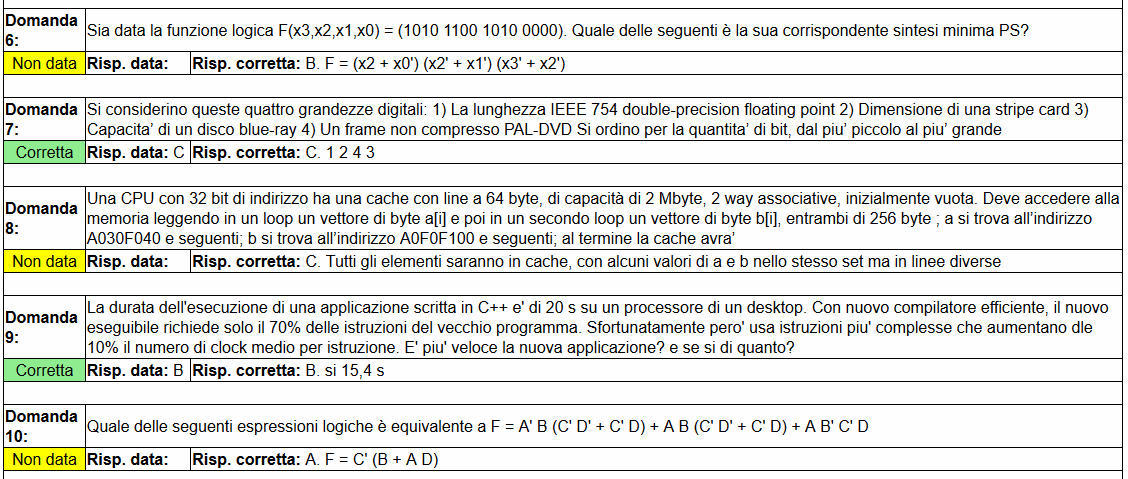 Domanda 6:
Sia data la funzione logica F(x3,x2,x1,x0) = (1010 1100 1010 0000). Quale delle seguenti è la sua corrispondente sintesi minima PS?
Non data Risp. data: Risp. corretta: B. F = (x2 + x0') (x2' + x1') (x3' + x2')
Domanda 7:
Si considerino queste quattro grandezze digitali: 1) La lunghezza IEEE 754 double-precision floating point 2) Dimensione di una stripe card 3)
Capacita’ di un disco blue-ray 4) Un frame non compresso PAL-DVD Si ordino per la quantita’ di bit, dal piu’ piccolo al piu’ grande
Corretta Risp. data: C Risp. corretta: C. 1 2 4 3
Domanda 8:
Una CPU con 32 bit di indirizzo ha una cache con line a 64 byte, di capacità di 2 Mbyte, 2 way associative, inizialmente vuota. Deve accedere alla
memoria leggendo in un loop un vettore di byte a[i] e poi in un secondo loop un vettore di byte b[i], entrambi di 256 byte ; a si trova all’indirizzo
A030F040 e seguenti; b si trova all’indirizzo A0F0F100 e seguenti; al termine la cache avra’
Non data Risp. data: Risp. corretta: C. Tutti gli elementi saranno in cache, con alcuni valori di a e b nello stesso set ma in linee diverse
Domanda 9:
La durata dell'esecuzione di una applicazione scritta in C++ e' di 20 s su un processore di un desktop. Con nuovo compilatore efficiente, il nuovo
eseguibile richiede solo il 70% delle istruzioni del vecchio programma. Sfortunatamente pero' usa istruzioni piu' complesse che aumentano dle
10% il numero di clock medio per istruzione. E' piu' veloce la nuova applicazione? e se si di quanto?
Corretta Risp. data: B Risp. corretta: B. si 15,4 s
Domanda 10:
Quale delle seguenti espressioni logiche è equivalente a F = A' B (C' D' + C' D) + A B (C' D' + C' D) + A B' C' D
Non data Risp. data: Risp. corretta: A. F = C' (B + A D)